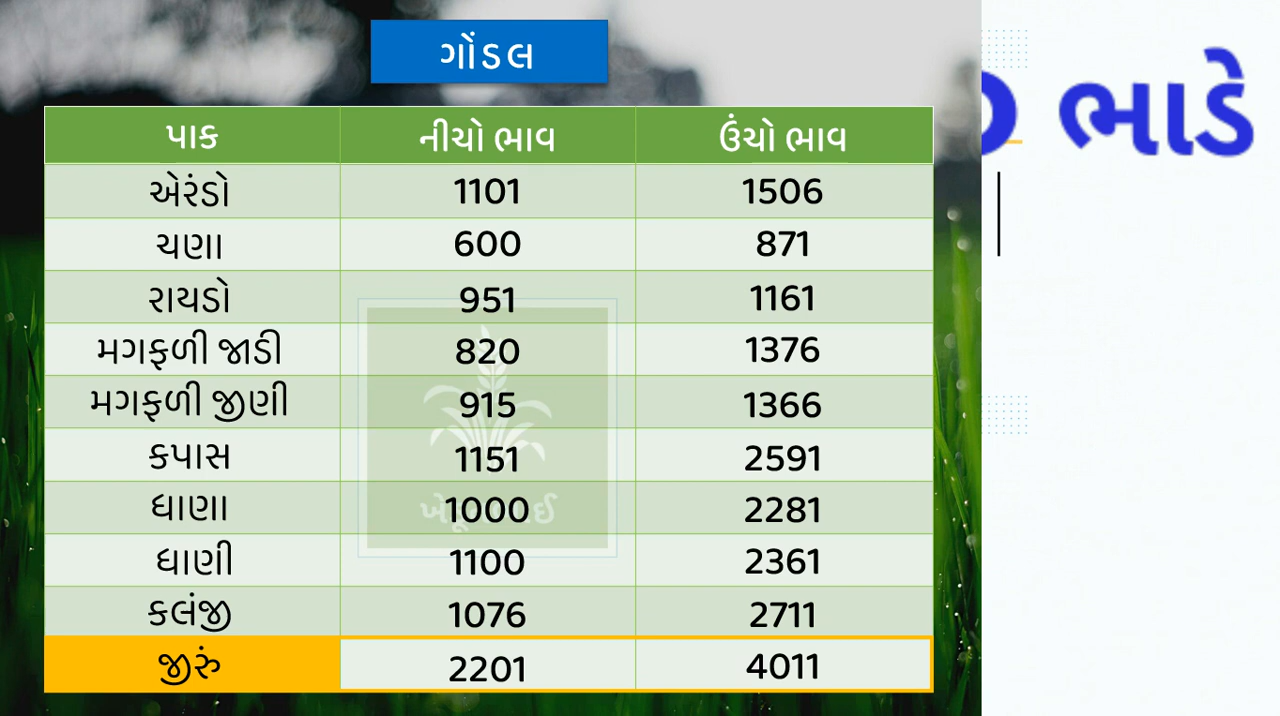 ગોંડલ
પાક નીચો ભાવ ઉંચો ભાવ
એરંડો 1101 1506
ચણા 600 871
રાયડો 951 1161
મગફળી જાડી 820 1376
મગફળી જીણી 915 1366
કપાસ 1151 2591
ધાણા 1000 2281
ધાણી 1100 2361
કલંજી 1076 2711
જીરું 2201 4011
ભાડે